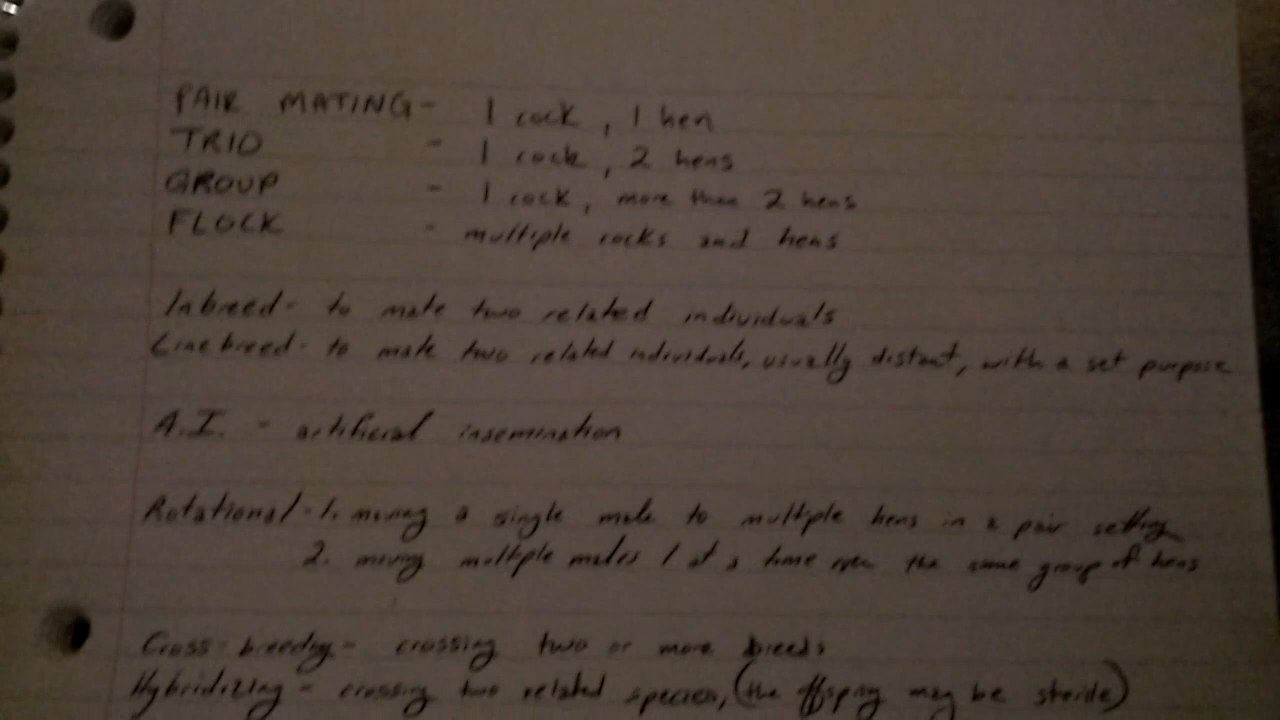 PAIR MATING - 1 cock, 1 hen
TRIO - 1 cock, 2 hens
GROUP - 1 cock, more than 2 hens
FLOCK - multiple cocks and hens
Inbreed - to mate two related individuals
Linebreed - to mate two related individuals, usually distant, with a set purpose
A.I. - artificial insemination
Rotational - 1. moving a single male to multiple hens in a pair setting
2. moving multiple males 1 at a time over the same group of hens
Cross-breeding - crossing two or more breeds
Hybridizing - crossing two related species, (the offspring may be sterile)